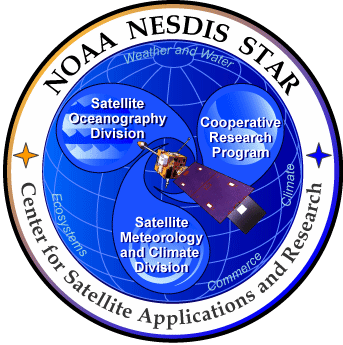 NOAA NESDIS STAR
Weather and Water
Satellite
Oceanography
Division
Cooperative
Research
Program
Ecosystems
Climate
Satellite
Meteorology
and Climate
Division
Commerce
Center for Satellite Applications and Research